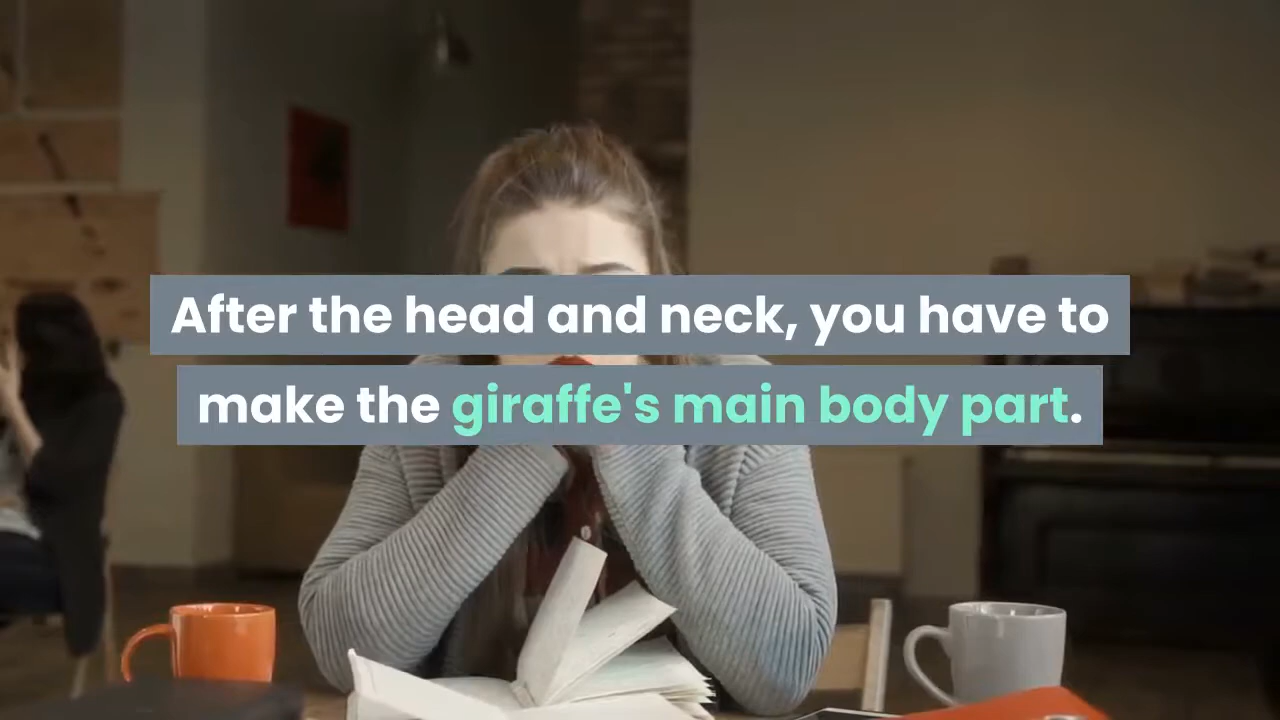 After the head and neck, you have to
make the giraffe's main body part.